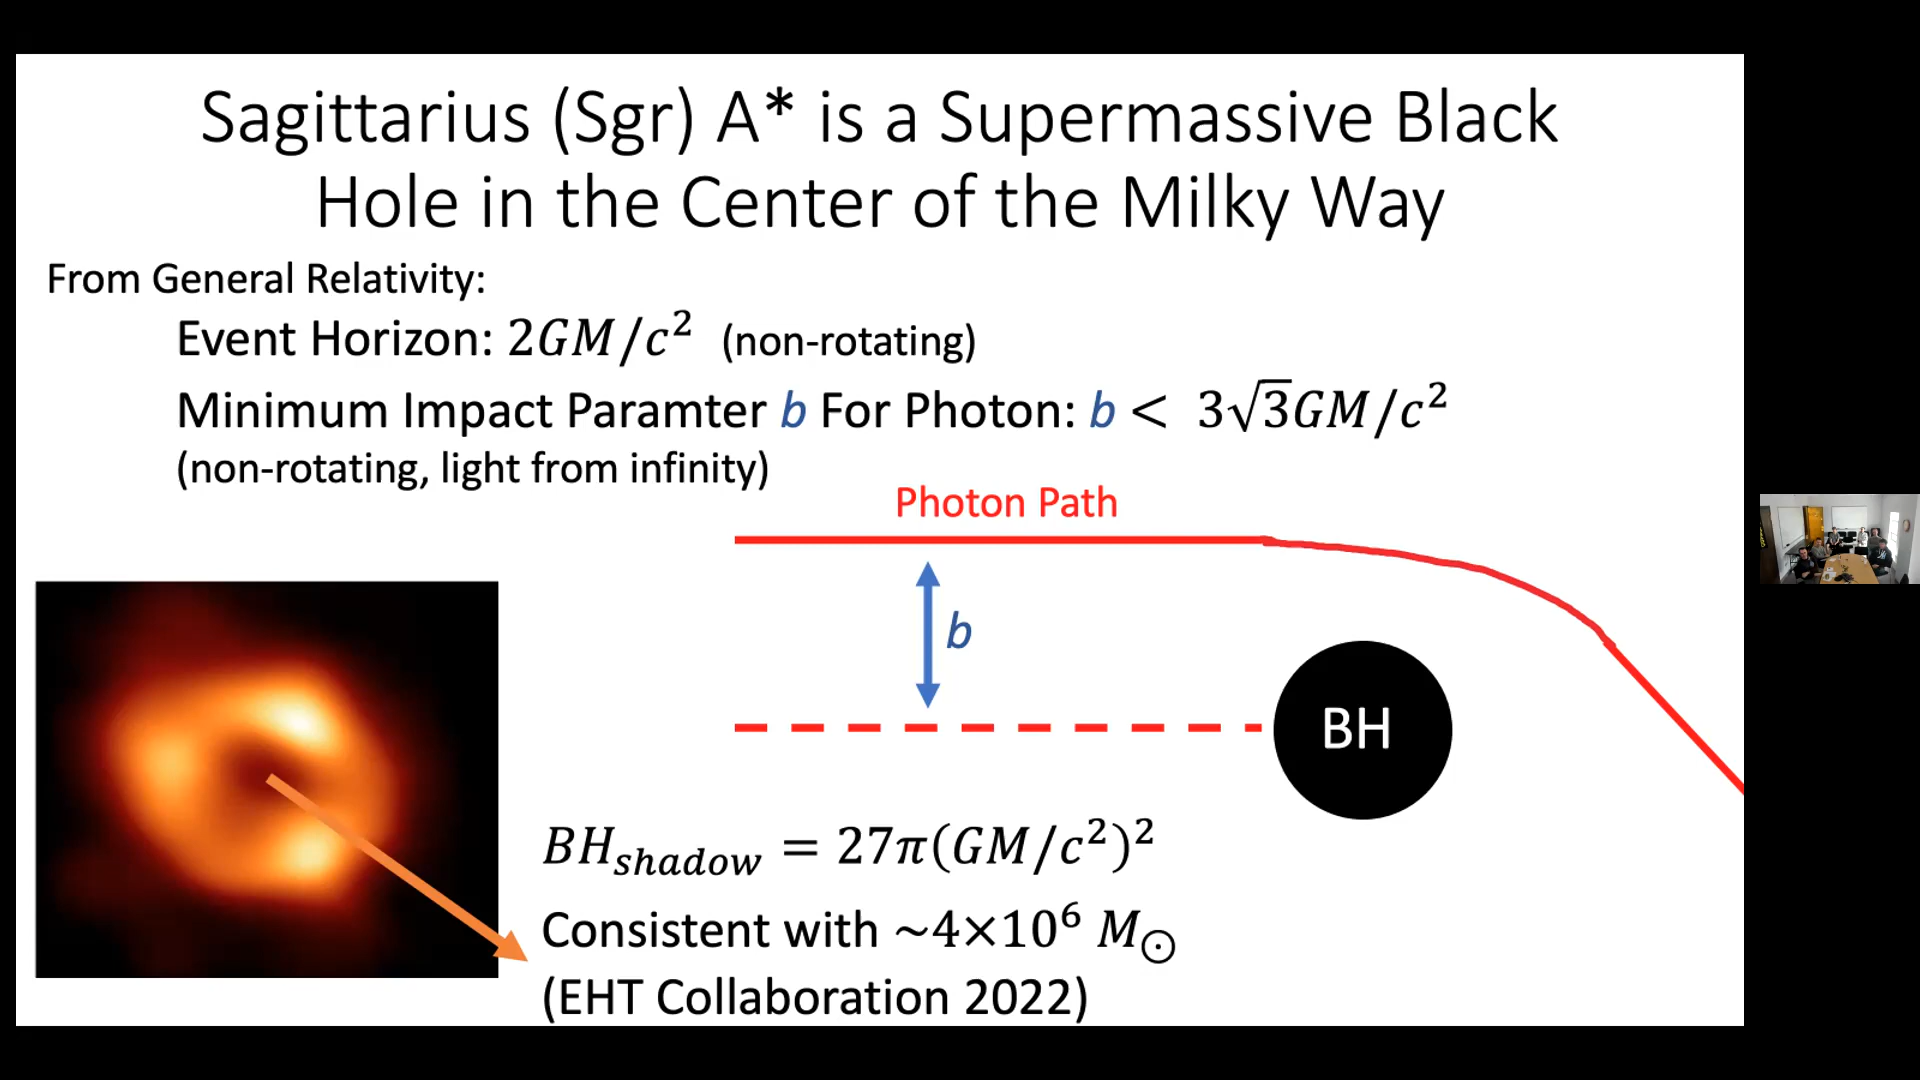 Sagittarius (Sgr) A* is a Supermassive Black
Hole in the Center of the Milky Way
From General Relativity:
Event Horizon: 2GM/c² (non-rotating)
Minimum Impact Paramter b For Photon: b < 3√3GM/c²
(non-rotating, light from infinity)
Photon Path
b
BH
BH_shadow = 27π(GM/c²)²
Consistent with ~4×10⁶ M_⊙
(EHT Collaboration 2022)